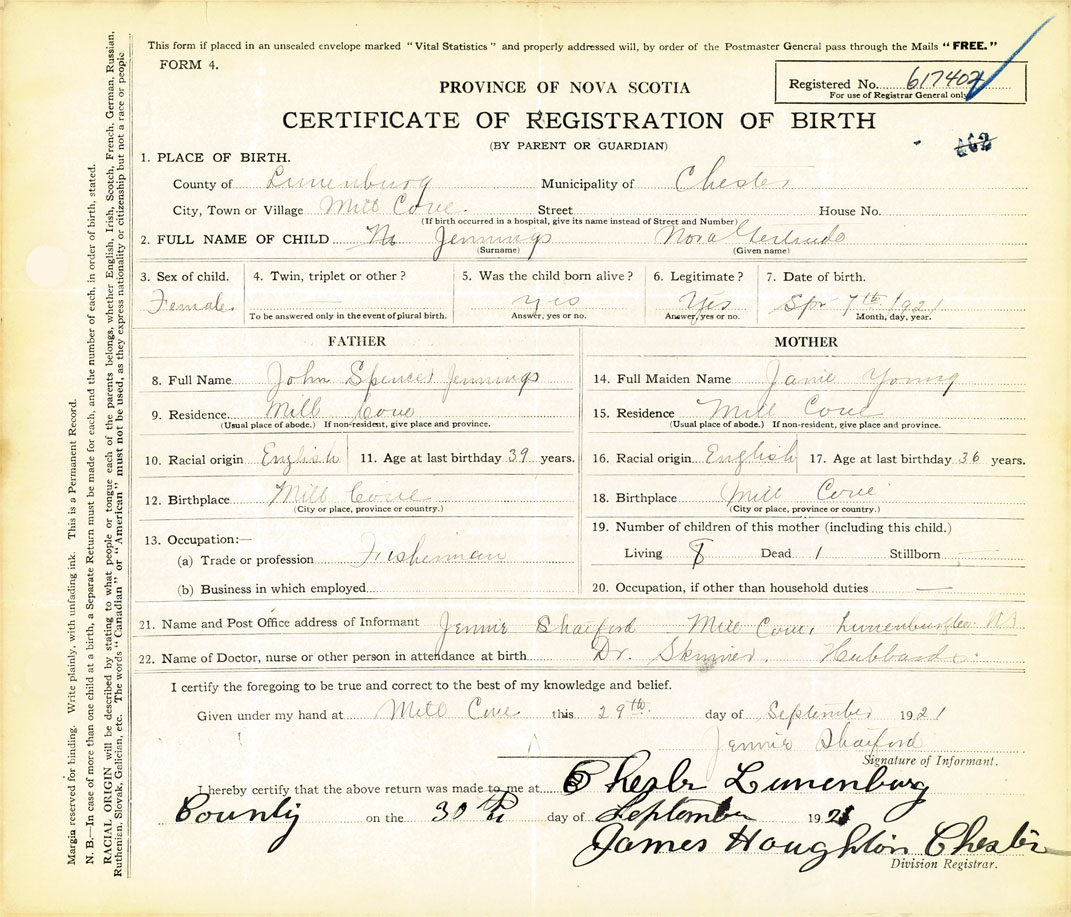 This form if placed in an unsealed envelope marked "Vital Statistics" and properly addressed will, by order of the Postmaster General pass through the Mails "FREE."
FORM 4.
Registered No. 617402
For use of Registrar General only
PROVINCE OF NOVA SCOTIA
CERTIFICATE OF REGISTRATION OF BIRTH
(BY PARENT OR GUARDIAN)
462
1. PLACE OF BIRTH.
County of Lunenburg Municipality of Chester
City, Town or Village Mill Cove. Street House No.
(If birth occurred in a hospital, give its name instead of Street and Number)
2. FULL NAME OF CHILD Jennings Nora Gertrude
(Surname) (Given name)
3. Sex of child. 4. Twin, triplet or other? 5. Was the child born alive? 6. Legitimate? 7. Date of birth.
Female. yes Yes 7th 1921
To be answered only in the event of plural birth. Answer, yes or no. Answer, yes or no. Month, day, year.
FATHER MOTHER
8. Full Name John Spencer Jennings 14. Full Maiden Name Janie Young
9. Residence Mill Cove 15. Residence Mill Cove
(Usual place of abode.) If non-resident, give place and province. (Usual place of abode.) If non-resident, give place and province.
10. Racial origin English 11. Age at last birthday 39 years. 16. Racial origin English 17. Age at last birthday 36 years.
12. Birthplace Mill Cove 18. Birthplace Mill Cove
(City or place, province or country.) (City or place, province or country.)
13. Occupation:— 19. Number of children of this mother (including this child.)
(a) Trade or profession Fisherman Living 8 Dead 1 Stillborn —
(b) Business in which employed 20. Occupation, if other than household duties —
21. Name and Post Office address of Informant Jennie Shatford Mill Cove, Lunenburg Co. NS
22. Name of Doctor, nurse or other person in attendance at birth Dr. Skinner. Hubbards.
I certify the foregoing to be true and correct to the best of my knowledge and belief.
Given under my hand at Mill Cove this 29th. day of September 1921
Jennie Shatford
Signature of Informant.
I hereby certify that the above return was made to me at Chester Lunenburg
County on the 30th day of September 1921
James Houghton Chester
Division Registrar.
Margin reserved for binding. Write plainly, with unfading ink. This is a Permanent Record.
N. B.—In case of more than one child at a birth, a Separate Return must be made for each, and the number of each, in order of birth, stated.
RACIAL ORIGIN will be described by stating to what people or tongue each of the parents belongs, whether English, Irish, Scotch, French, German, Russian,
Ruthenian, Slovak, Galician, etc. The words "Canadian" or "American" must not be used, as they express nationality or citizenship but not a race or people.